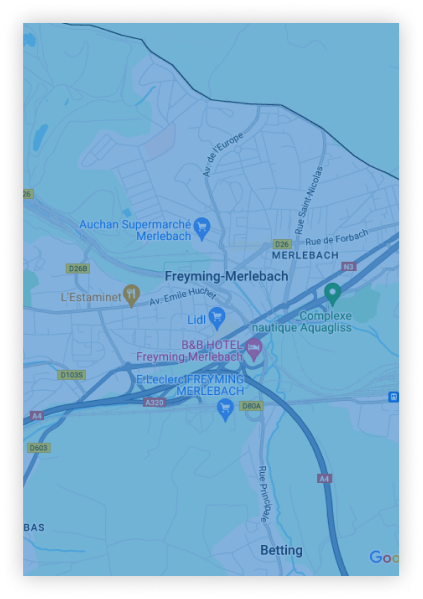 Av. de l'Europe
26
Rue Saint-Nicolas
Auchan Supermarché
Merlebach
D26
Rue de Forbach
MERLEBACH
D26B
N3
Freyming-Merlebach
L'Estaminet
Av. Emile Huchet
Complexe
nautique Aquagliss
Lidl
B&B HOTEL
Freyming Merlebach
D103S
E.Leclerc FREYMING
MERLEBACH
A320
D80A
A4
D603
Rue Principale
A4
BAS
Betting
Goo